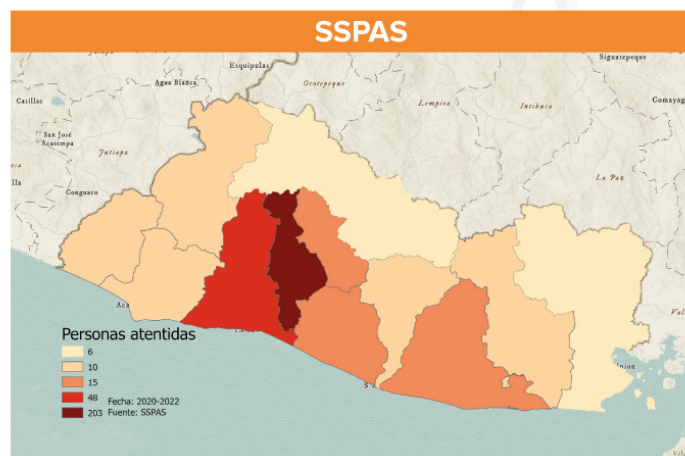 SSPAS
Esquipulas
Siguatepeque
Agua Blanca
Ocotepeque
Casillas
Lempira
Intibuca
Comayag
San José
Acatempa
Jutiapa
La Paz
Conguaco
Aca
Personas atentidas
6
10
15
48
203
Fecha: 2020-2022
Fuente: SSPAS